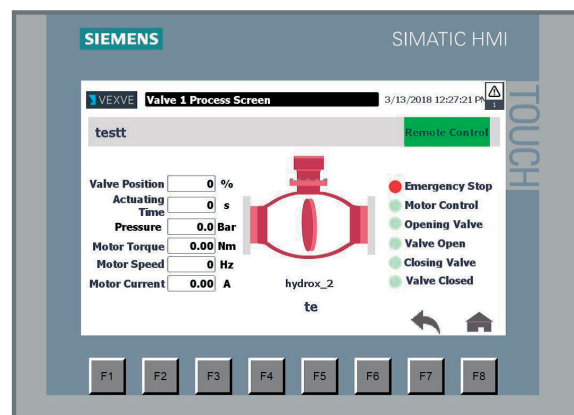 SIEMENS
SIMATIC HMI
TOUCH
VEXVE
Valve 1 Process Screen
3/13/2018 12:27:21 PM
1
testt
Remote Control
Valve Position 0 %
Actuating
Time 0 s
Pressure 0.0 Bar
Motor Torque 0.00 Nm
Motor Speed 0 Hz
Motor Current 0.00 A
hydrox_2
te
Emergency Stop
Motor Control
Opening Valve
Valve Open
Closing Valve
Valve Closed
F1 F2 F3 F4 F5 F6 F7 F8